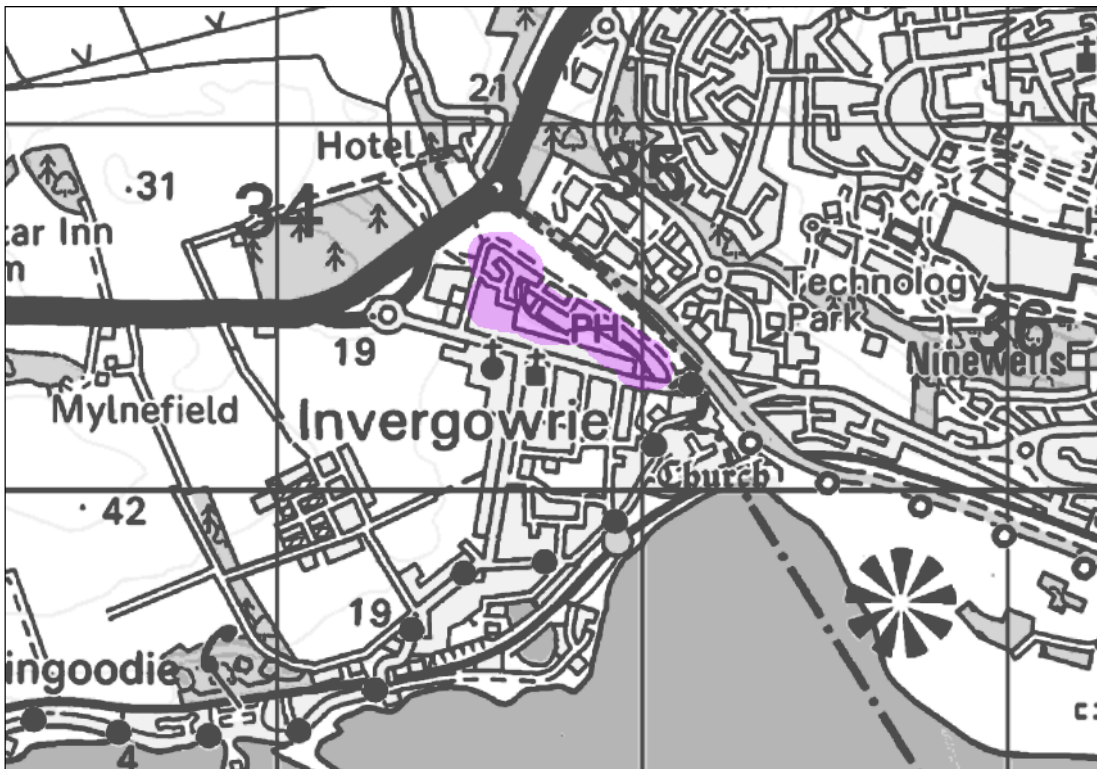 21
Hotel
31
34
35
tar Inn
m
Technology
Park
36
PH
19
Ninewells
Mylnefield
Invergowrie
Church
42
19
ingoodie
4